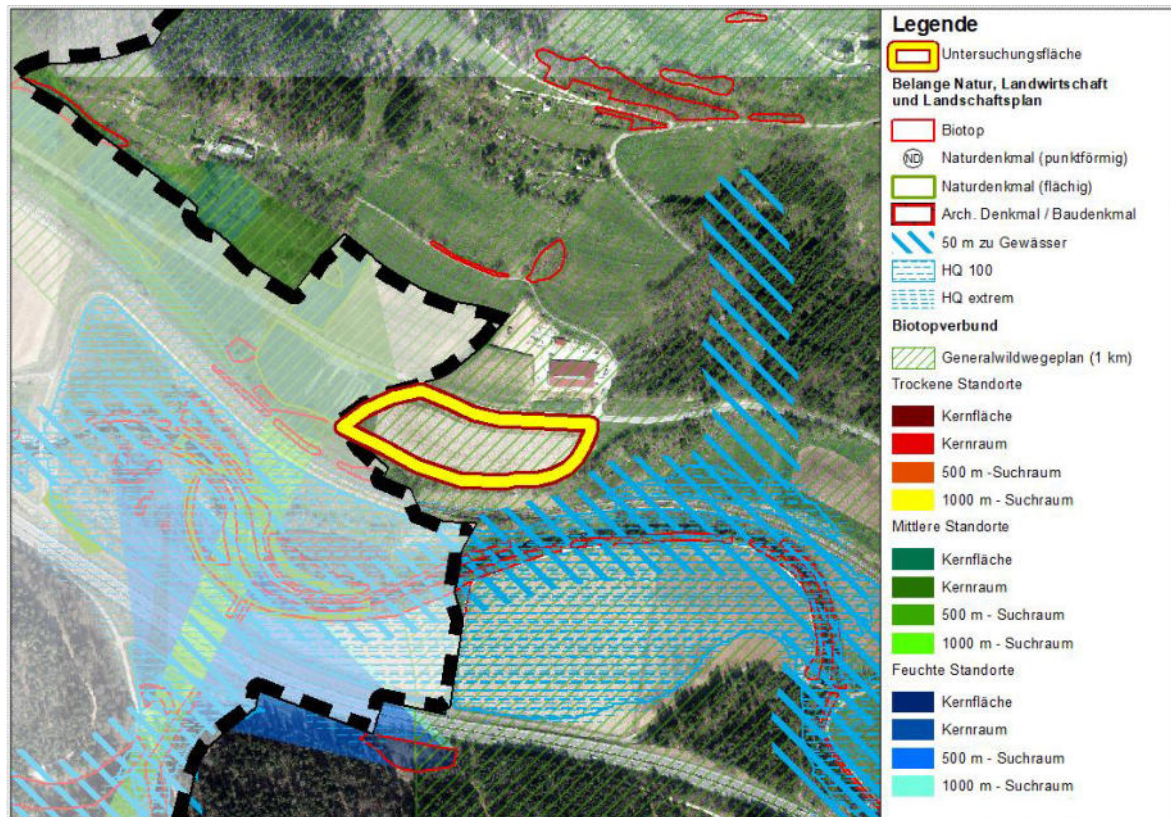 Legende
Untersuchungsfläche
Belange Natur, Landwirtschaft
und Landschaftsplan
Biotop
ND Naturdenkmal (punktförmig)
Naturdenkmal (flächig)
Arch. Denkmal / Baudenkmal
50 m zu Gewässer
HQ 100
HQ extrem
Biotopverbund
Generalwildwegeplan (1 km)
Trockene Standorte
Kernfläche
Kernraum
500 m -Suchraum
1000 m - Suchraum
Mittlere Standorte
Kernfläche
Kernraum
500 m - Suchraum
1000 m - Suchraum
Feuchte Standorte
Kernfläche
Kernraum
500 m - Suchraum
1000 m - Suchraum